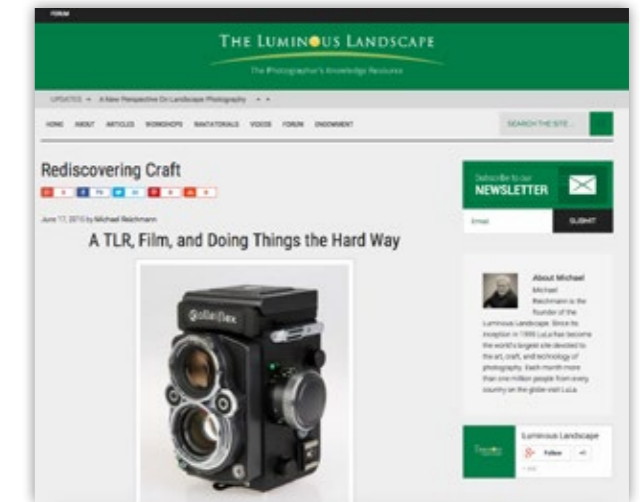 FORUM
THE LUMINOUS LANDSCAPE
The Photographer's Knowledge Resource
UPDATES → A New Perspective On Landscape Photography
HOME ABOUT ARTICLES WORKSHOPS RANTATORIALS VIDEOS FORUM ENDOWMENT
SEARCH THE SITE ...
Rediscovering Craft
June 17, 2015 by Michael Reichmann
A TLR, Film, and Doing Things the Hard Way
Rolleiflex
Subscribe to our
NEWSLETTER
Email
SUBMIT
About Michael
Michael
Reichmann is the
founder of the
Luminous Landscape. Since its
inception in 1999 LuLa has become
the world's largest site devoted to
the art, craft, and technology of
photography. Each month more
than one million people from every
country on the globe visit LuLa.
Luminous Landscape
Follow +1